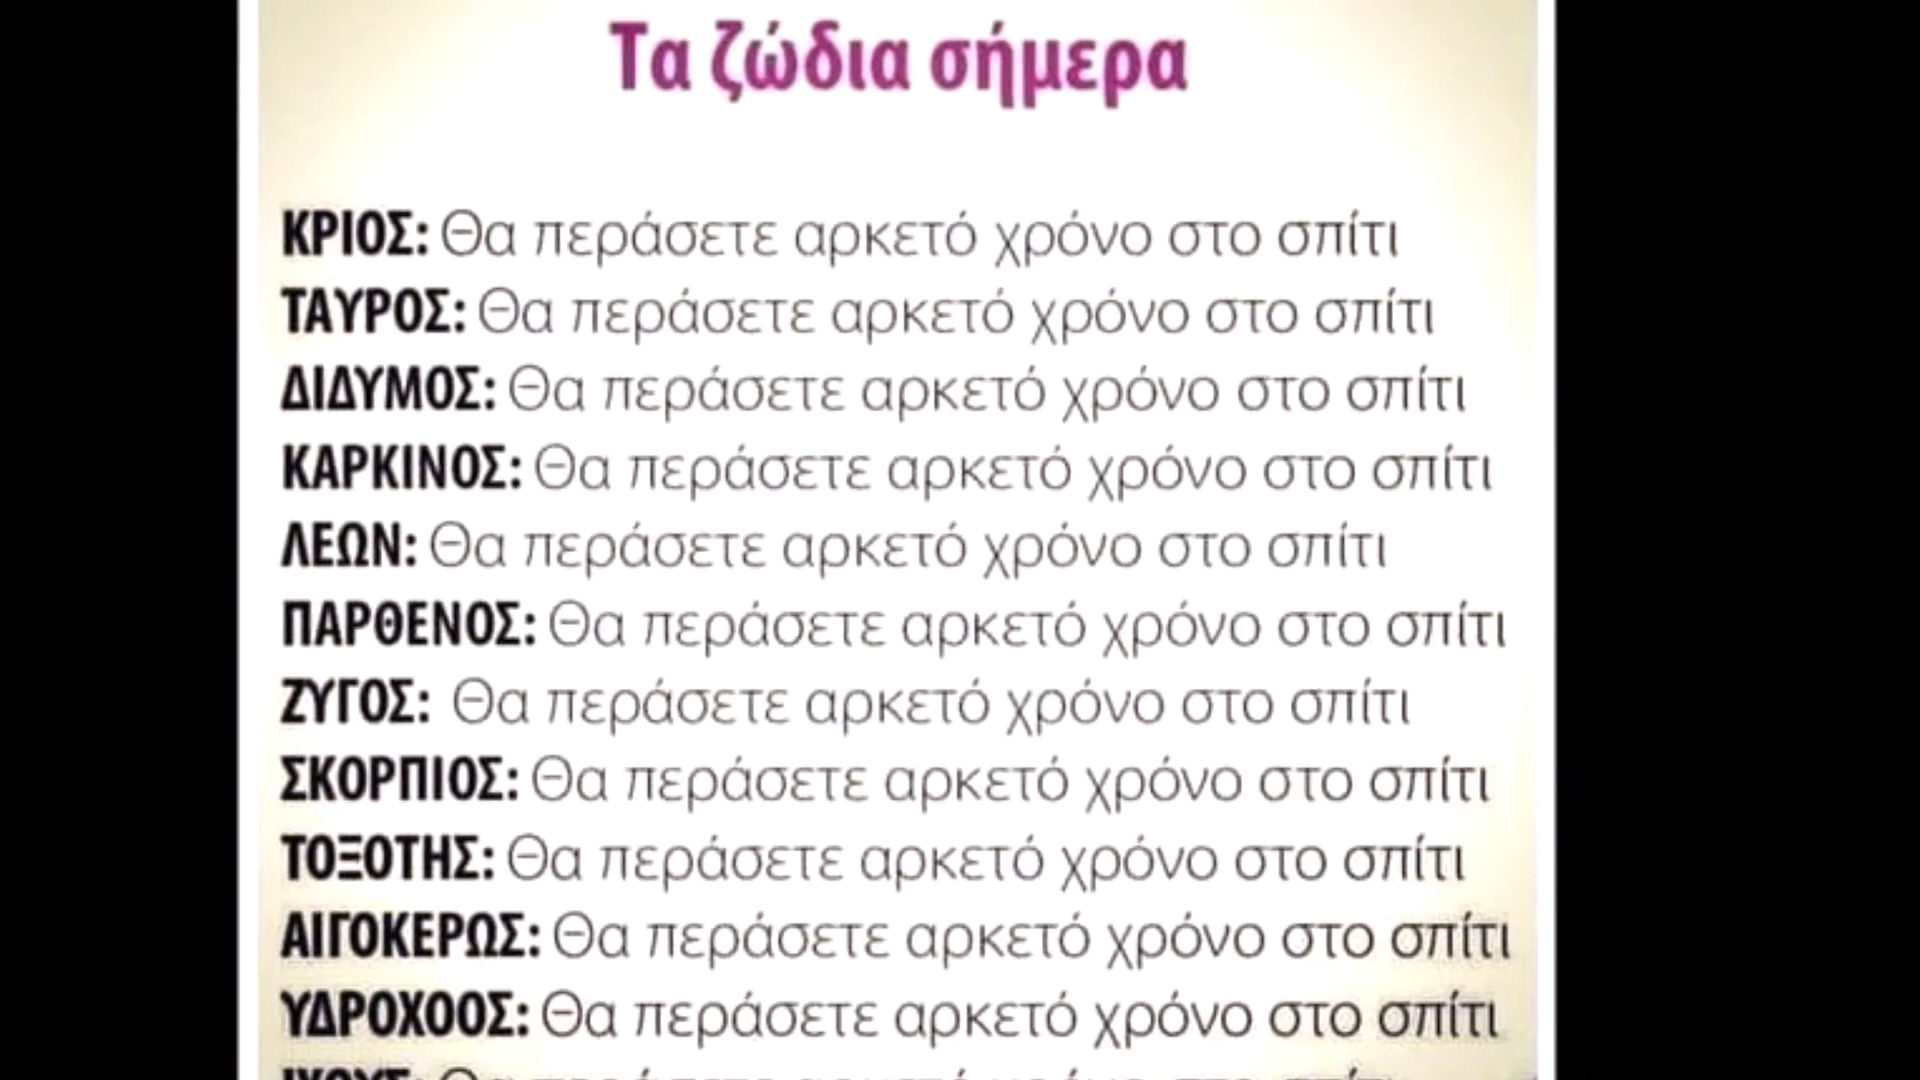 Τα ζώδια σήμερα
ΚΡΙΟΣ: Θα περάσετε αρκετό χρόνο στο σπίτι
ΤΑΥΡΟΣ: Θα περάσετε αρκετό χρόνο στο σπίτι
ΔΙΔΥΜΟΣ: Θα περάσετε αρκετό χρόνο στο σπίτι
ΚΑΡΚΙΝΟΣ: Θα περάσετε αρκετό χρόνο στο σπίτι
ΛΕΩΝ: Θα περάσετε αρκετό χρόνο στο σπίτι
ΠΑΡΘΕΝΟΣ: Θα περάσετε αρκετό χρόνο στο σπίτι
ΖΥΓΟΣ: Θα περάσετε αρκετό χρόνο στο σπίτι
ΣΚΟΡΠΙΟΣ: Θα περάσετε αρκετό χρόνο στο σπίτι
ΤΟΞΟΤΗΣ: Θα περάσετε αρκετό χρόνο στο σπίτι
ΑΙΓΟΚΕΡΩΣ: Θα περάσετε αρκετό χρόνο στο σπίτι
ΥΔΡΟΧΟΟΣ: Θα περάσετε αρκετό χρόνο στο σπίτι